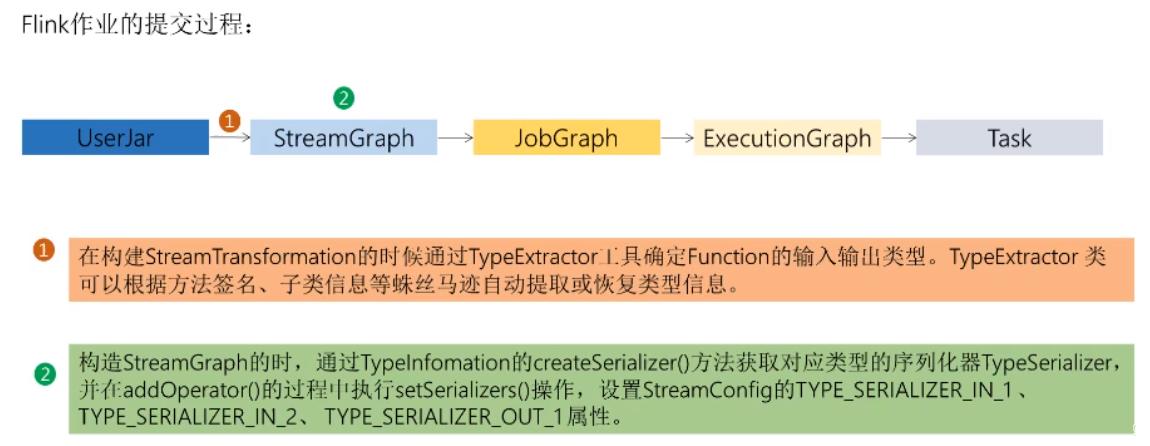 Flink作业的提交过程：
2
1
UserJar StreamGraph JobGraph ExecutionGraph Task
1 在构建StreamTransformation的时候通过TypeExtractor工具确定Function的输入输出类型。TypeExtractor 类
可以根据方法签名、子类信息等蛛丝马迹自动提取或恢复类型信息。
2 构造StreamGraph的时，通过TypeInfomation的createSerializer()方法获取对应类型的序列化器TypeSerializer，
并在addOperator()的过程中执行setSerializers()操作，设置StreamConfig的TYPE_SERIALIZER_IN_1 、
TYPE_SERIALIZER_IN_2、 TYPE_SERIALIZER_OUT_1属性。